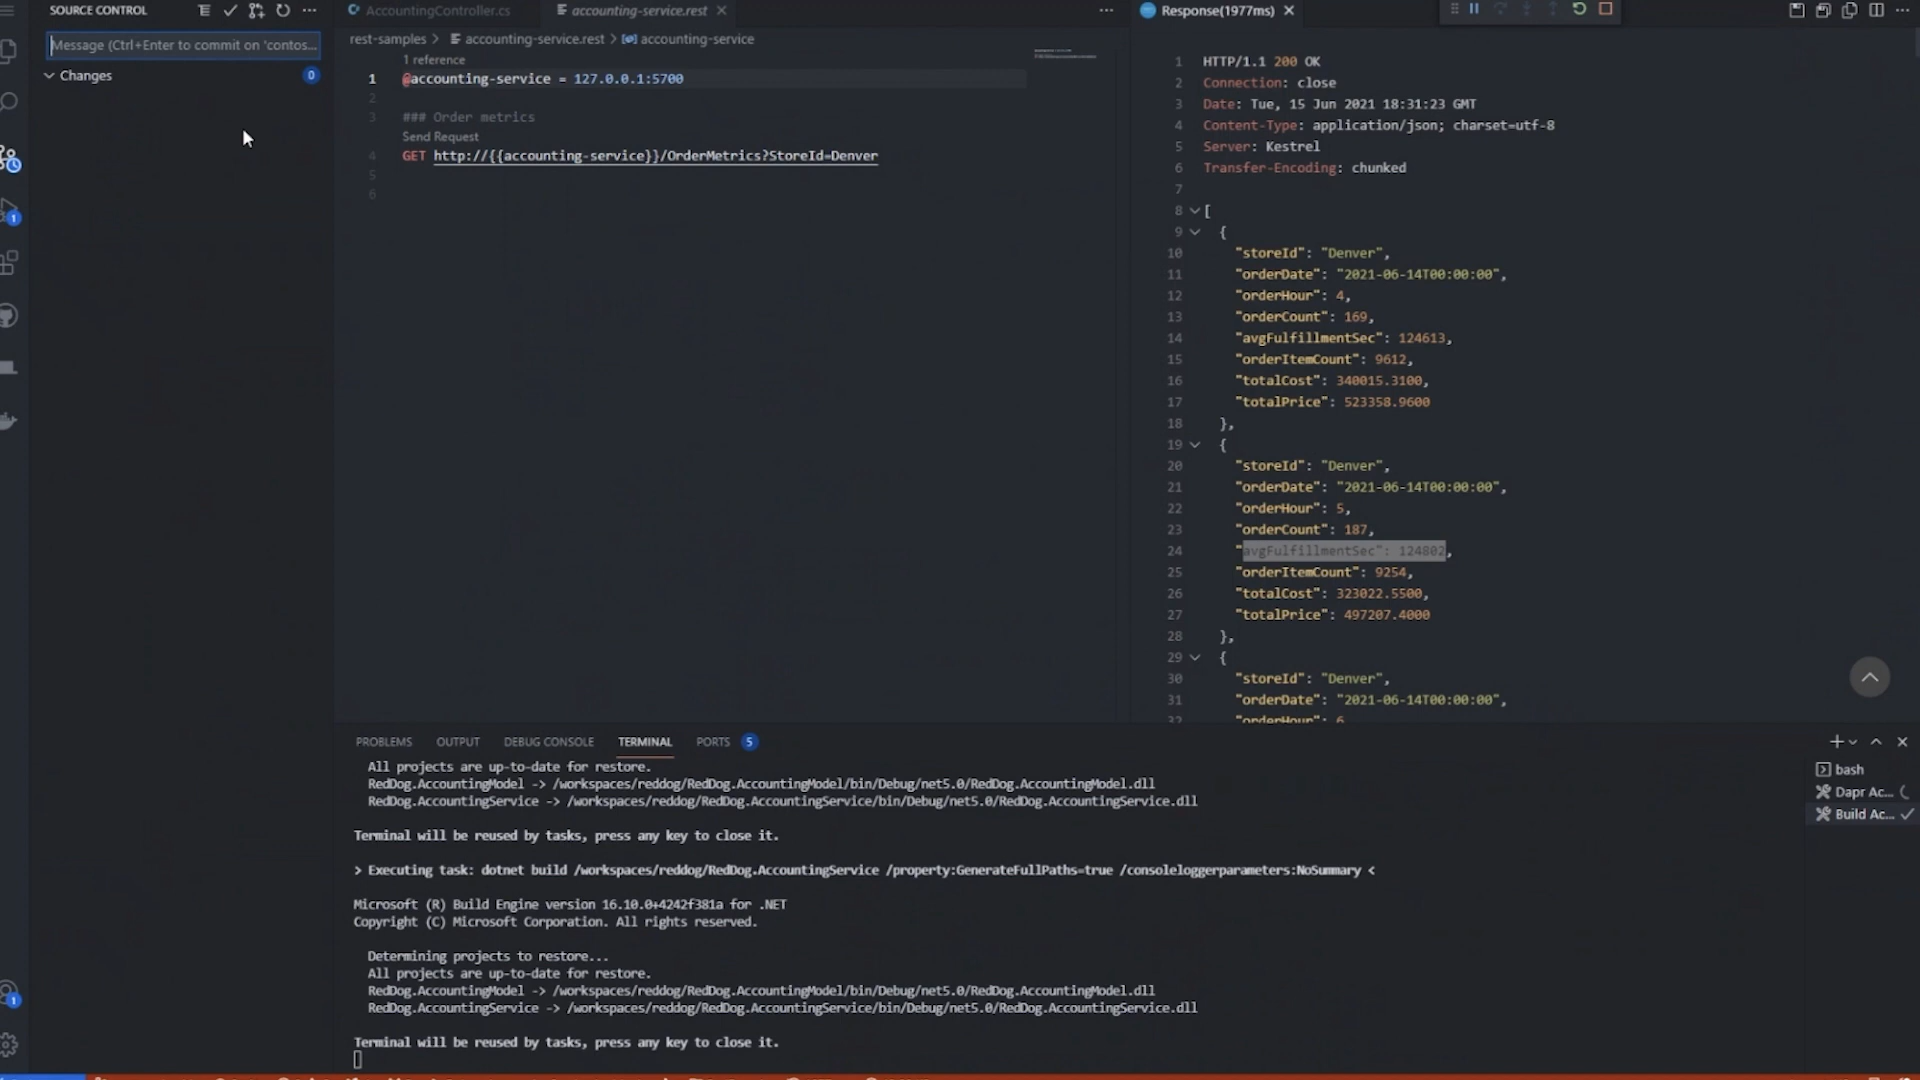 SOURCE CONTROL
Message (Ctrl+Enter to commit on 'contos...
Changes
0
1
1
AccountingController.cs
accounting-service.rest
rest-samples > accounting-service.rest > accounting-service
1 reference
1 @accounting-service = 127.0.0.1:5700
2
3 ### Order metrics
Send Request
4 GET http://{{accounting-service}}/OrderMetrics?StoreId=Denver
5
6
Response(1977ms)
1 HTTP/1.1 200 OK
2 Connection: close
3 Date: Tue, 15 Jun 2021 18:31:23 GMT
4 Content-Type: application/json; charset=utf-8
5 Server: Kestrel
6 Transfer-Encoding: chunked
7
8 [
9 {
10 "storeId": "Denver",
11 "orderDate": "2021-06-14T00:00:00",
12 "orderHour": 4,
13 "orderCount": 169,
14 "avgFulfillmentSec": 124613,
15 "orderItemCount": 9612,
16 "totalCost": 340015.3100,
17 "totalPrice": 523358.9600
18 },
19 {
20 "storeId": "Denver",
21 "orderDate": "2021-06-14T00:00:00",
22 "orderHour": 5,
23 "orderCount": 187,
24 "avgFulfillmentSec": 124802,
25 "orderItemCount": 9254,
26 "totalCost": 323022.5500,
27 "totalPrice": 497207.4000
28 },
29 {
30 "storeId": "Denver",
31 "orderDate": "2021-06-14T00:00:00",
32 "orderHour": 6
PROBLEMS OUTPUT DEBUG CONSOLE TERMINAL PORTS 5
All projects are up-to-date for restore.
RedDog.AccountingModel -> /workspaces/reddog/RedDog.AccountingModel/bin/Debug/net5.0/RedDog.AccountingModel.dll
RedDog.AccountingService -> /workspaces/reddog/RedDog.AccountingService/bin/Debug/net5.0/RedDog.AccountingService.dll
Terminal will be reused by tasks, press any key to close it.
> Executing task: dotnet build /workspaces/reddog/RedDog.AccountingService /property:GenerateFullPaths=true /consoleloggerparameters:NoSummary <
Microsoft (R) Build Engine version 16.10.0+4242f381a for .NET
Copyright (C) Microsoft Corporation. All rights reserved.
Determining projects to restore...
All projects are up-to-date for restore.
RedDog.AccountingModel -> /workspaces/reddog/RedDog.AccountingModel/bin/Debug/net5.0/RedDog.AccountingModel.dll
RedDog.AccountingService -> /workspaces/reddog/RedDog.AccountingService/bin/Debug/net5.0/RedDog.AccountingService.dll
Terminal will be reused by tasks, press any key to close it.
bash
Dapr Ac...
Build Ac...